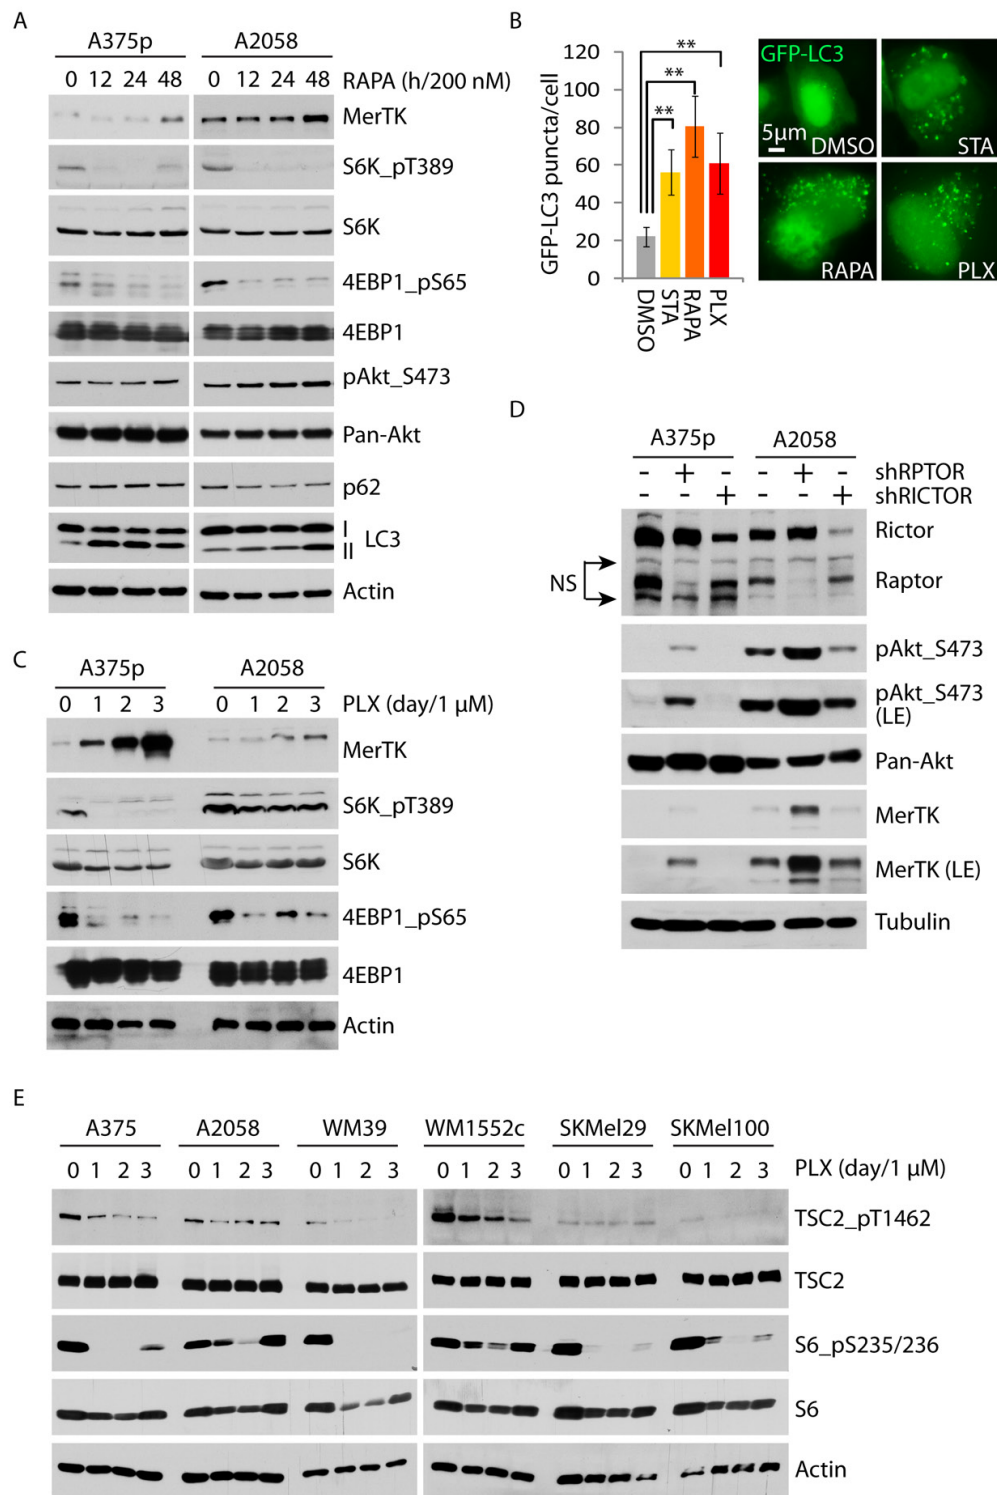 A
A375p A2058
0 12 24 48 0 12 24 48 RAPA (h/200 nM)
MerTK
S6K_pT389
S6K
4EBP1_pS65
4EBP1
pAkt_S473
Pan-Akt
p62
I
II LC3
Actin
B
120
100
80
60
40
20
0
GFP-LC3 puncta/cell
**
**
**
DMSO
STA
RAPA
PLX
GFP-LC3
5µm
DMSO
STA
RAPA
PLX
C
A375p A2058
0 1 2 3 0 1 2 3 PLX (day/1 µM)
MerTK
S6K_pT389
S6K
4EBP1_pS65
4EBP1
Actin
D
A375p A2058
- + - - + - shRPTOR
- - + - - + shRICTOR
Rictor
NS
Raptor
pAkt_S473
pAkt_S473
(LE)
Pan-Akt
MerTK
MerTK (LE)
Tubulin
E
A375 A2058 WM39 WM1552c SKMel29 SKMel100
0 1 2 3 0 1 2 3 0 1 2 3 0 1 2 3 0 1 2 3 0 1 2 3 PLX (day/1 µM)
TSC2_pT1462
TSC2
S6_pS235/236
S6
Actin